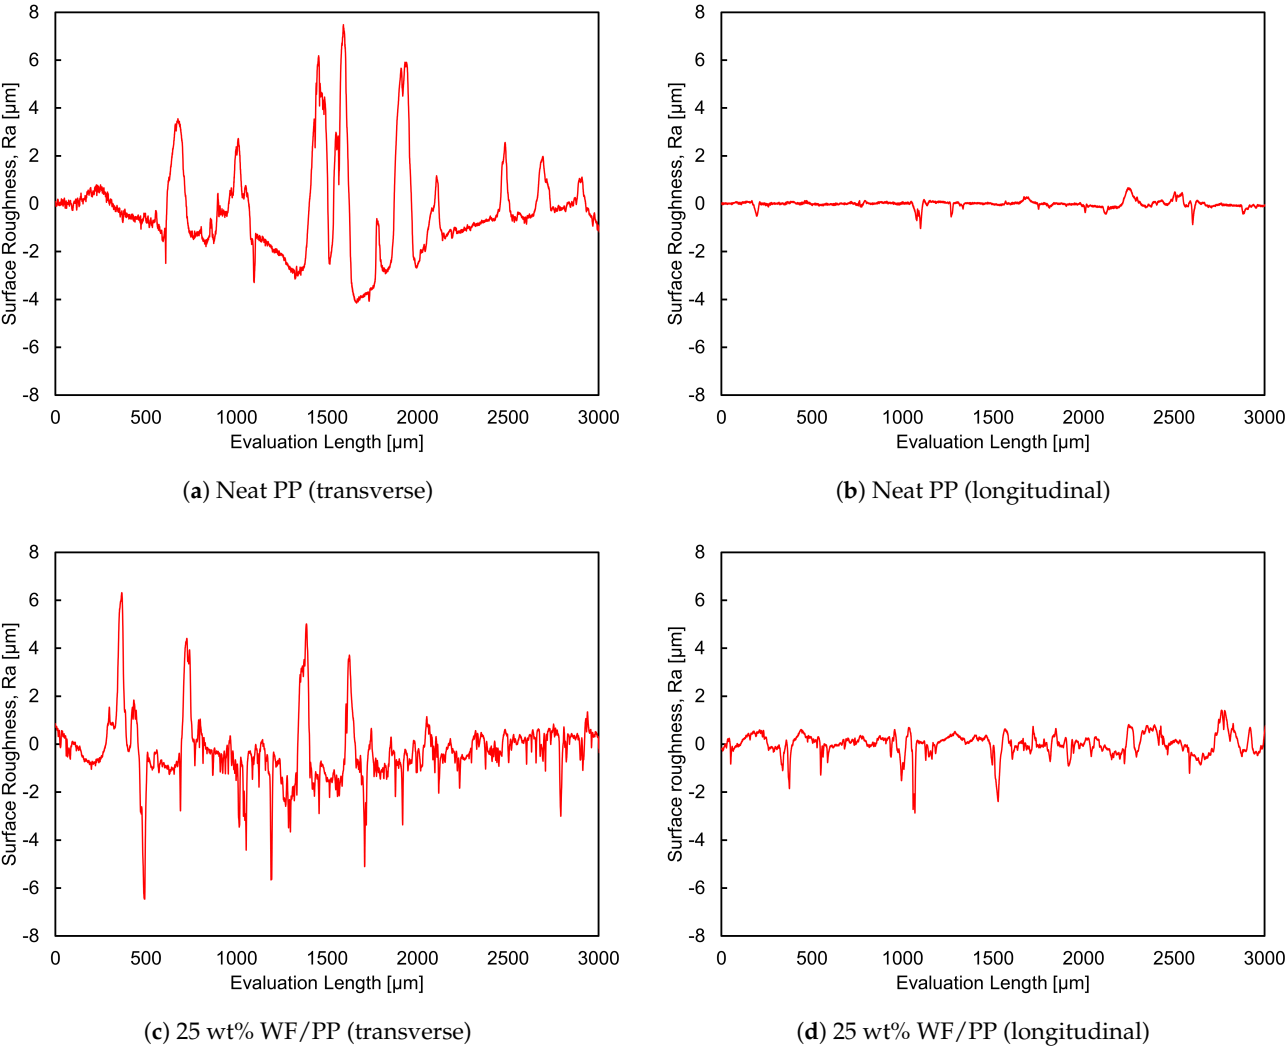 8
6
4
2
0
-2
-4
-6
-8
Surface Roughness, Ra [µm]
0 500 1000 1500 2000 2500 3000
Evaluation Length [µm]
(a) Neat PP (transverse)
8
6
4
2
0
-2
-4
-6
-8
Surface Roughness, Ra [µm]
0 500 1000 1500 2000 2500 3000
Evaluation Length [µm]
(b) Neat PP (longitudinal)
8
6
4
2
0
-2
-4
-6
-8
Surface Roughness, Ra [µm]
0 500 1000 1500 2000 2500 3000
Evaluation Length [µm]
(c) 25 wt% WF/PP (transverse)
8
6
4
2
0
-2
-4
-6
-8
Surface roughness, Ra [µm]
0 500 1000 1500 2000 2500 3000
Evaluation Length [µm]
(d) 25 wt% WF/PP (longitudinal)